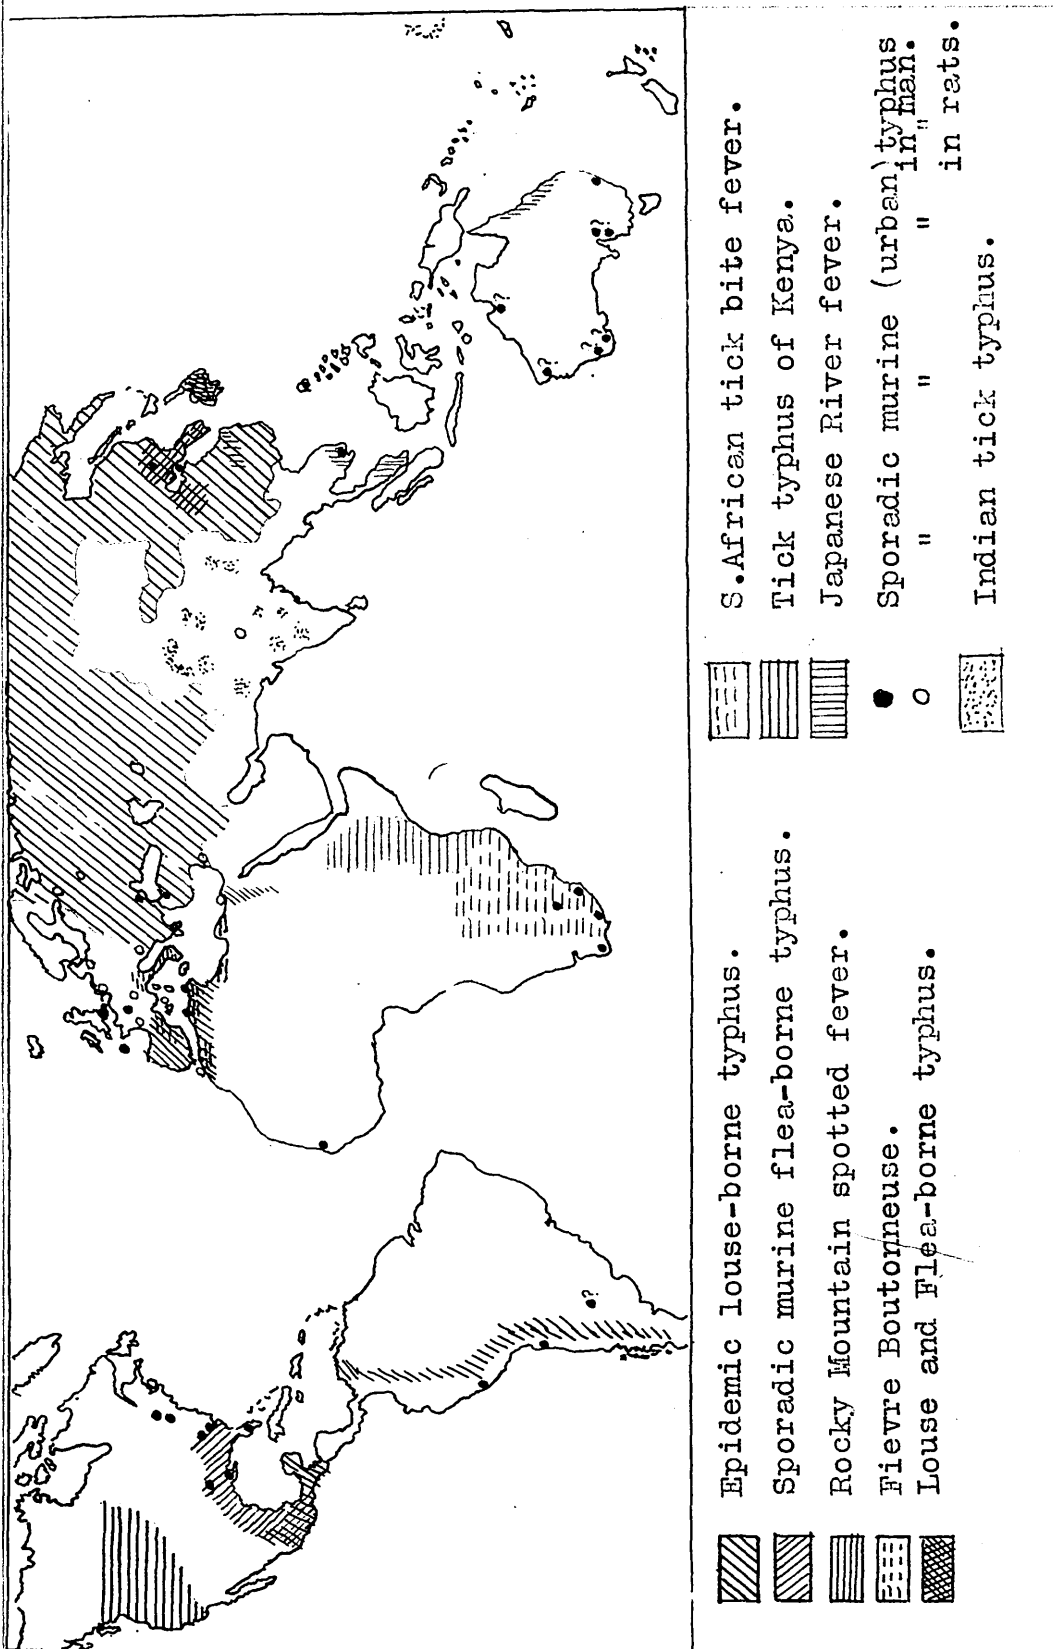 Epidemic louse-borne typhus.
Sporadic murine flea-borne typhus.
Rocky Mountain spotted fever.
Fievre Boutonneuse.
Louse and Flea-borne typhus.
S.African tick bite fever.
Tick typhus of Kenya.
Japanese River fever.
Sporadic murine (urban) typhus
in man.
" " " " in rats.
Indian tick typhus.
?
?
?
?
?
?
?
?